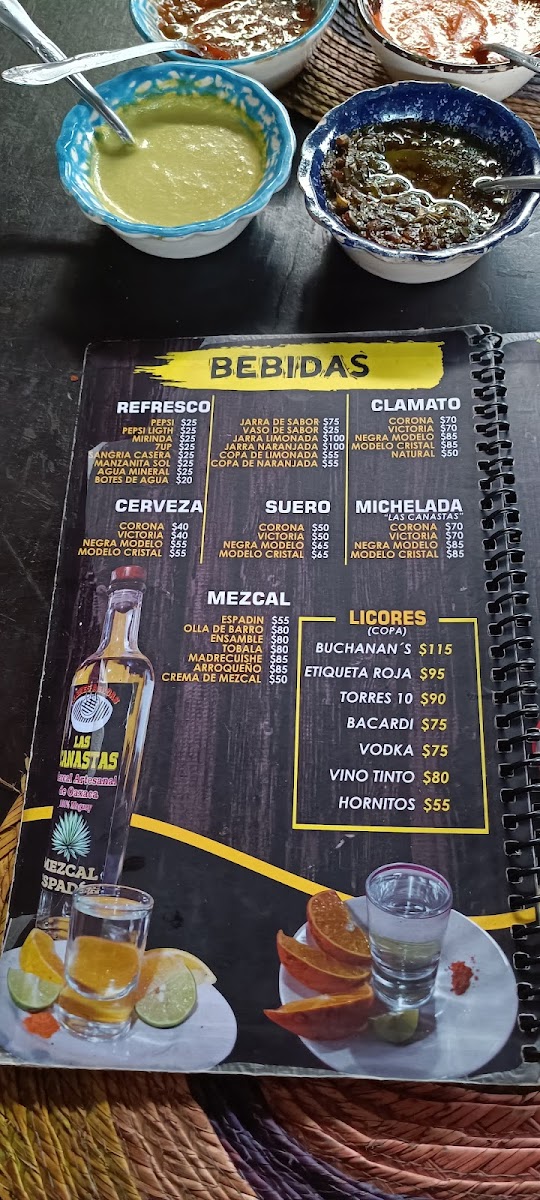 BEBIDAS
REFRESCO
PEPSI $25
PEPSI LIGTH $25
MIRINDA $25
7UP $25
SANGRIA CASERA $25
MANZANITA SOL $25
AGUA MINERAL $25
BOTES DE AGUA $20
JARRA DE SABOR $75
VASO DE SABOR $25
JARRA LIMONADA $100
JARRA NARANJADA $100
COPA DE LIMONADA $55
COPA DE NARANJADA $55
CLAMATO
CORONA $70
VICTORIA $70
NEGRA MODELO $85
MODELO CRISTAL $85
NATURAL $50
CERVEZA
CORONA $40
VICTORIA $40
NEGRA MODELO $55
MODELO CRISTAL $55
SUERO
CORONA $50
VICTORIA $50
NEGRA MODELO $65
MODELO CRISTAL $65
MICHELADA
"LAS CANASTAS"
CORONA $70
VICTORIA $70
NEGRA MODELO $85
MODELO CRISTAL $85
MEZCAL
ESPADIN $55
OLLA DE BARRO $80
ENSAMBLE $80
TOBALA $80
MADRECUISHE $85
ARROQUEÑO $85
CREMA DE MEZCAL $50
LICORES
(COPA)
BUCHANAN´S $115
ETIQUETA ROJA $95
TORRES 10 $90
BACARDI $75
VODKA $75
VINO TINTO $80
HORNITOS $55
LAS
CANASTAS
Mezcal Artesanal
de Oaxaca
100% Maguey
MEZCAL
ESPADIN